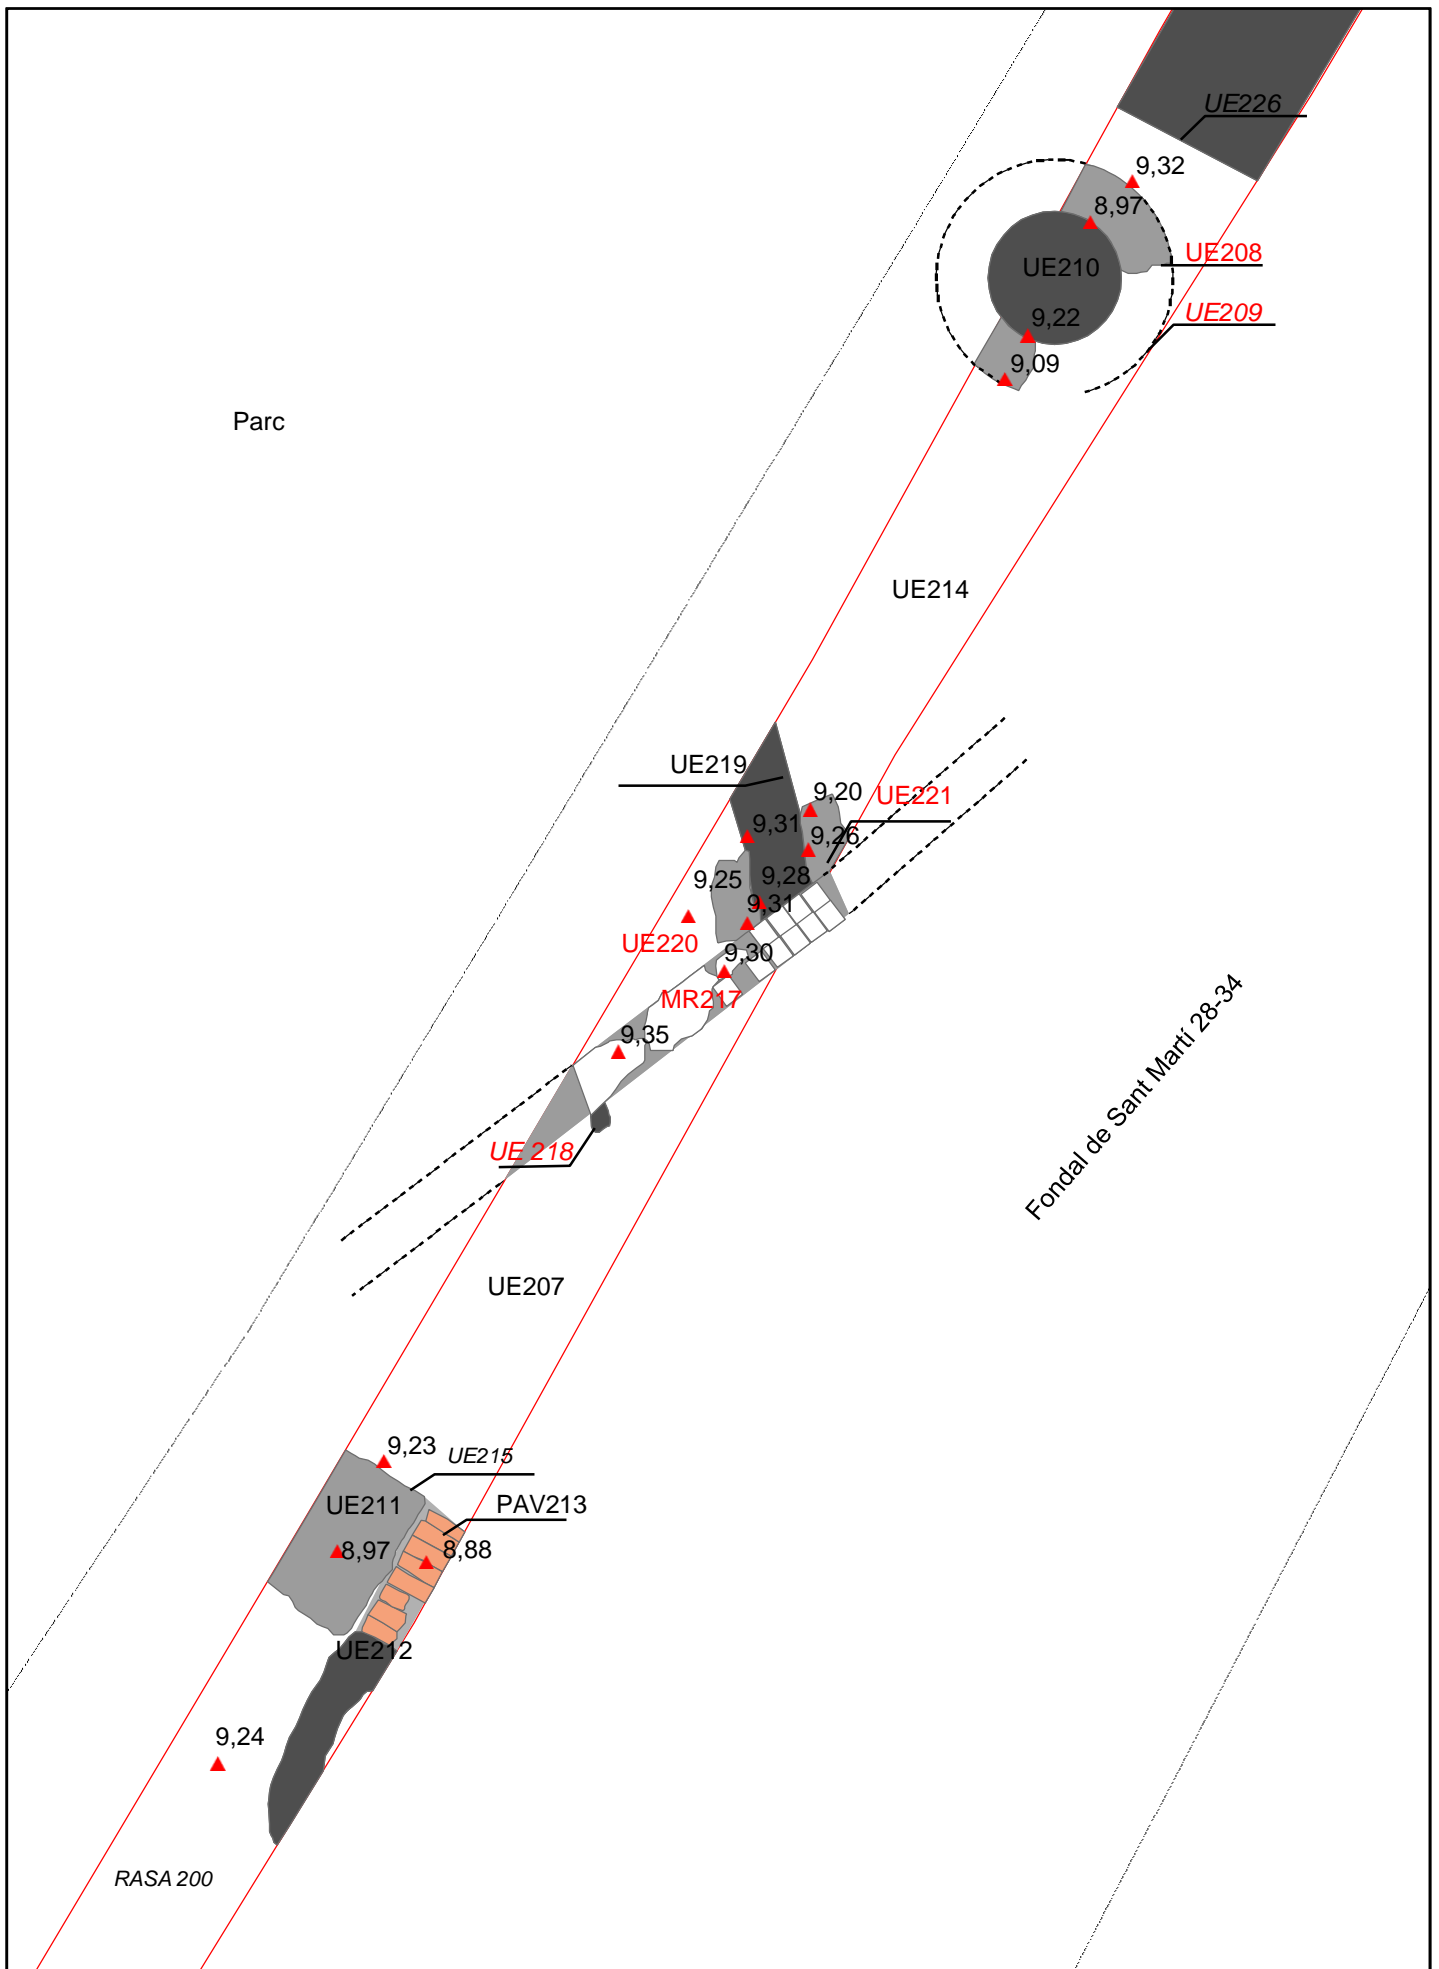 UE226
9,32
8,97
UE208
UE210
UE209
9,22
9,09
Parc
UE214
UE219
9,20
UE221
9,31
9,26
9,25
9,28
9,31
UE220
9,30
MR217
9,35
Fondal de Sant Martí 28-34
UE 218
UE207
9,23
UE215
UE211
PAV213
8,97
8,88
UE212
9,24
RASA 200